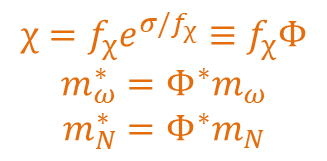 χ = f_χ e^{σ/f_χ} ≡ f_χ Φ
m_ω^* = Φ^* m_ω
m_N^* = Φ^* m_N